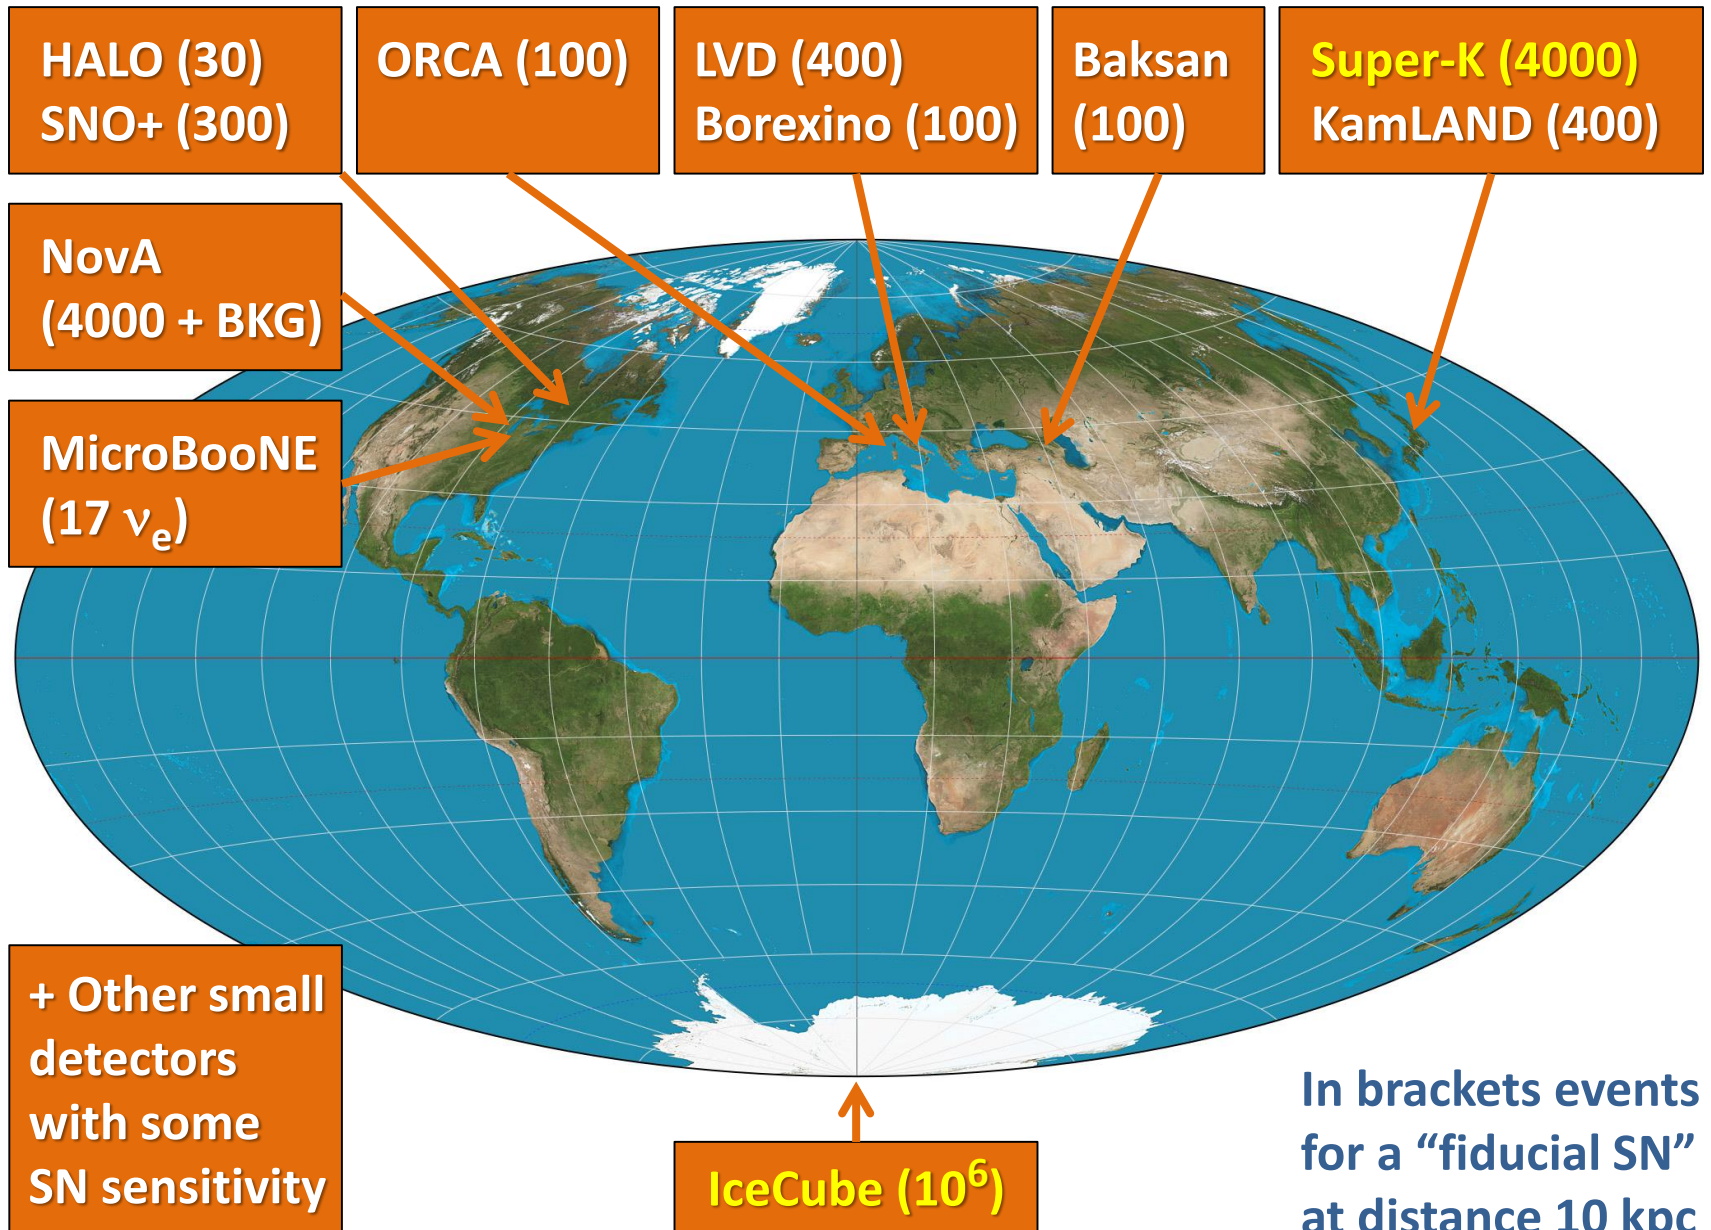 HALO (30)
SNO+ (300)
ORCA (100)
LVD (400)
Borexino (100)
Baksan
(100)
Super-K (4000)
KamLAND (400)
NovA
(4000 + BKG)
MicroBooNE
(17 νe)
+ Other small
detectors
with some
SN sensitivity
IceCube (10⁶)
In brackets events
for a “fiducial SN”
at distance 10 kpc